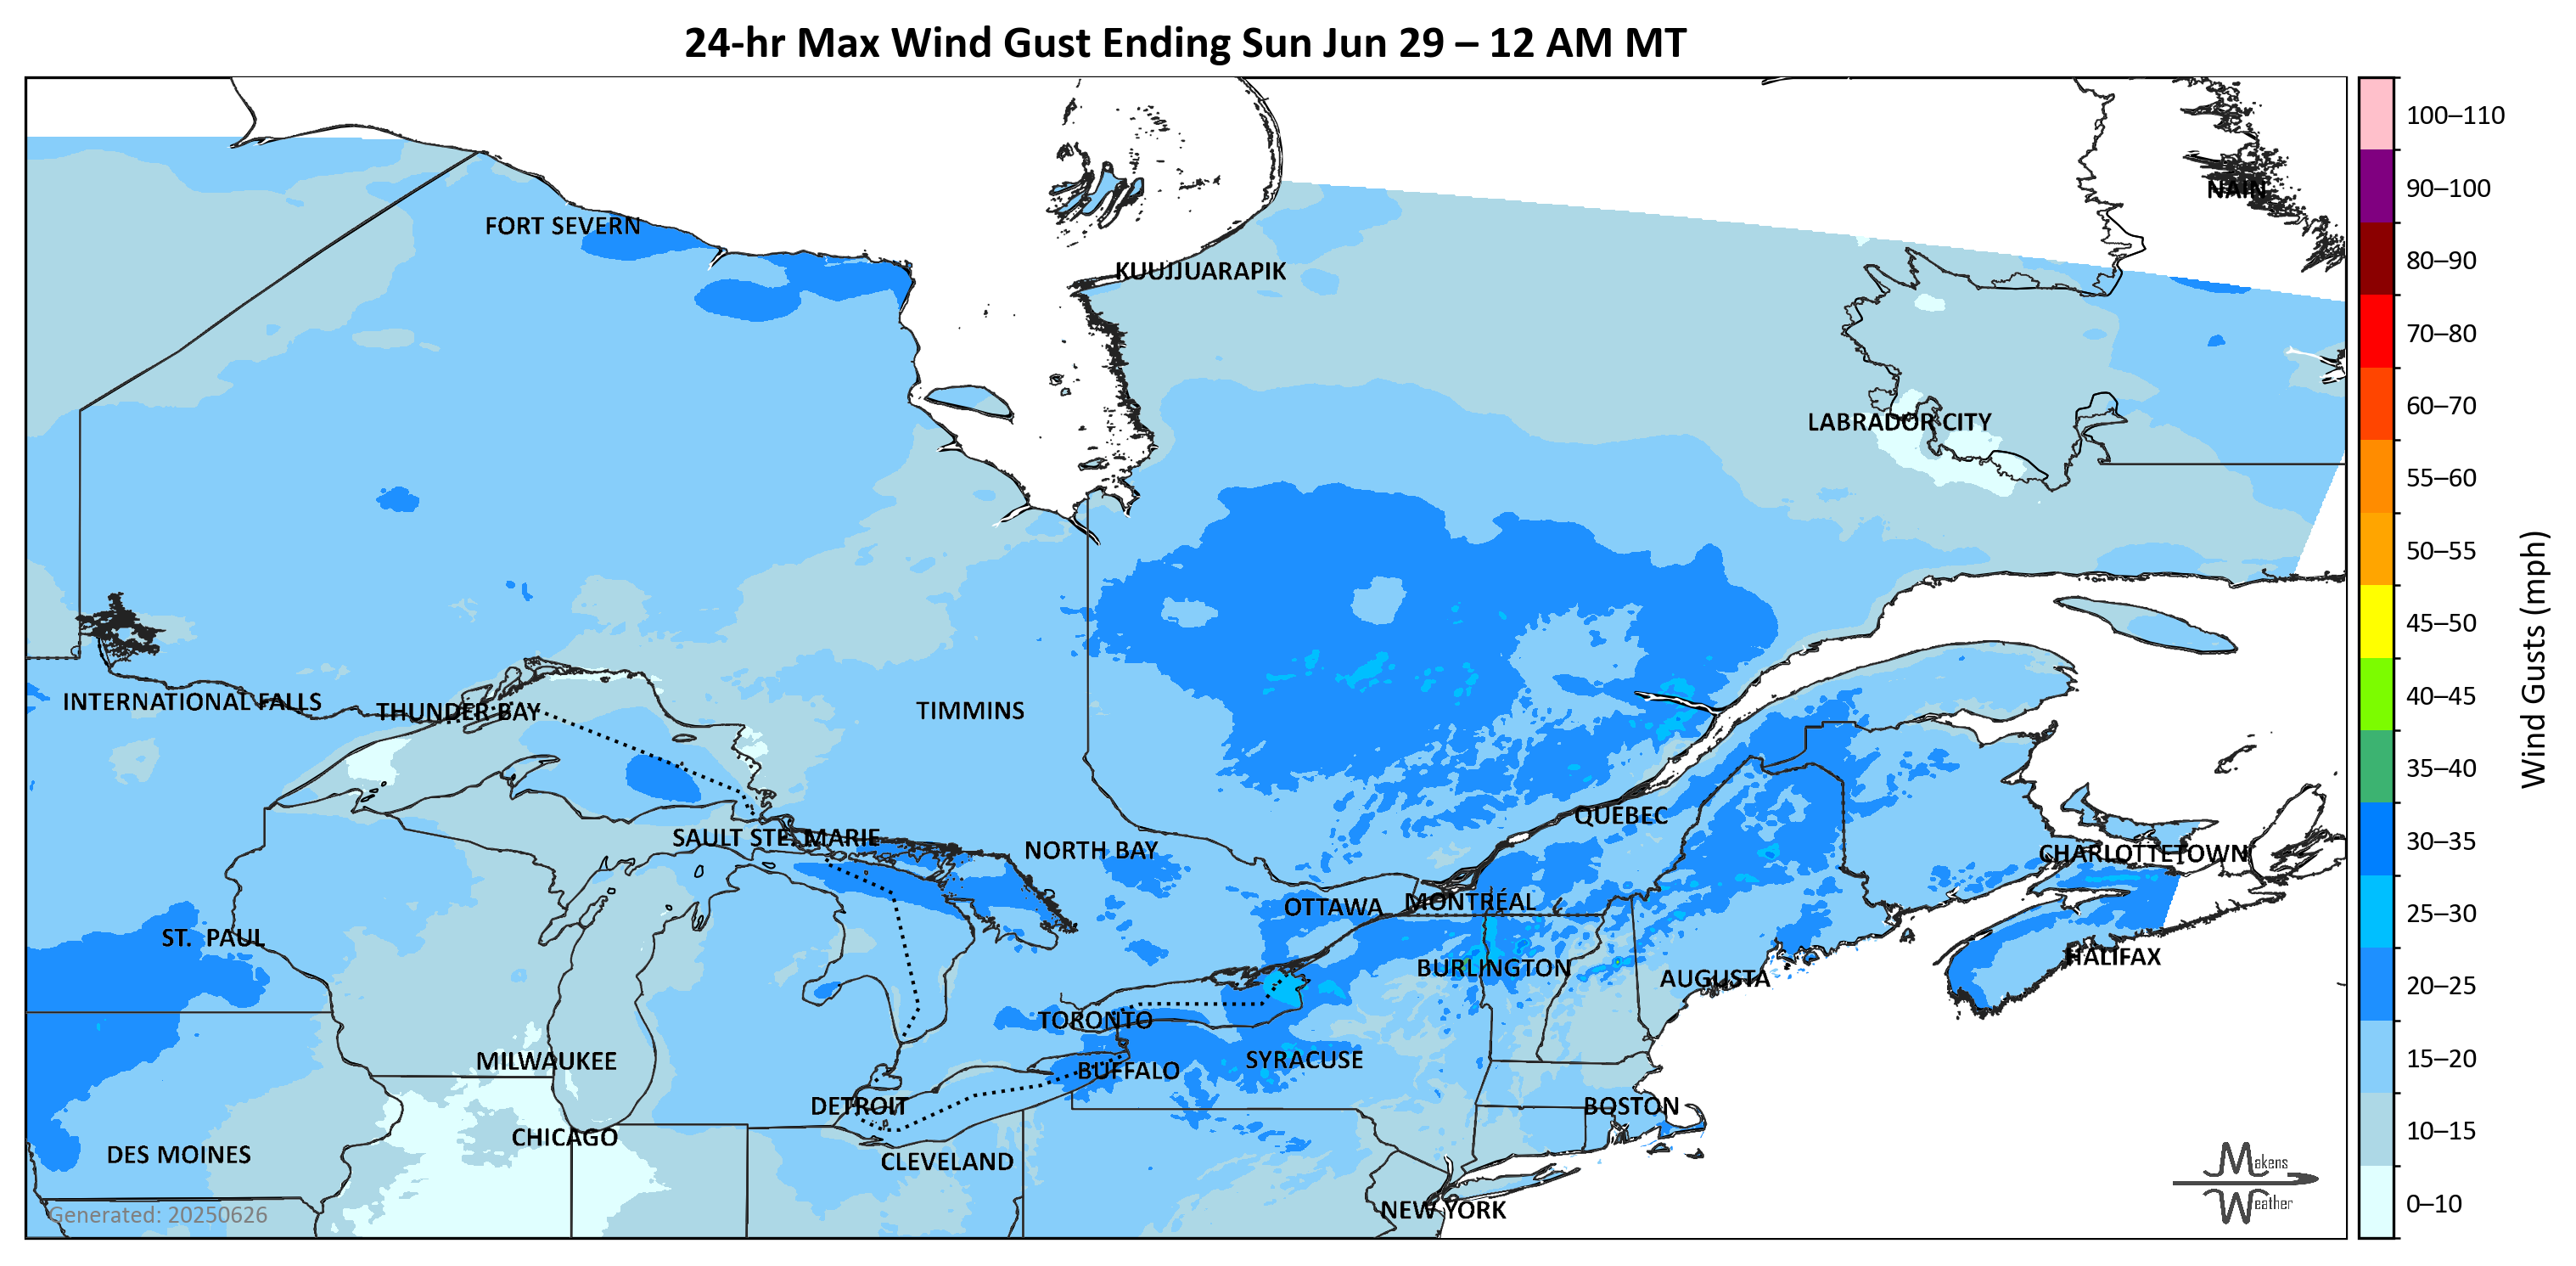 24-hr Max Wind Gust Ending Sun Jun 29 – 12 AM MT
100–110
90–100
NAIN
FORT SEVERN
80–90
KUUJJUARAPIK
70–80
60–70
LABRADOR CITY
55–60
50–55
45–50
Wind Gusts (mph)
40–45
INTERNATIONAL FALLS
THUNDER BAY
TIMMINS
35–40
QUEBEC
30–35
SAULT STE. MARIE
NORTH BAY
CHARLOTTETOWN
OTTAWA
MONTRÉAL
25–30
ST. PAUL
HALIFAX
BURLINGTON
AUGUSTA
20–25
TORONTO
MILWAUKEE
SYRACUSE
15–20
BUFFALO
DETROIT
BOSTON
10–15
CHICAGO
DES MOINES
CLEVELAND
Makens
Weather
NEW YORK
0–10
Generated: 20250626